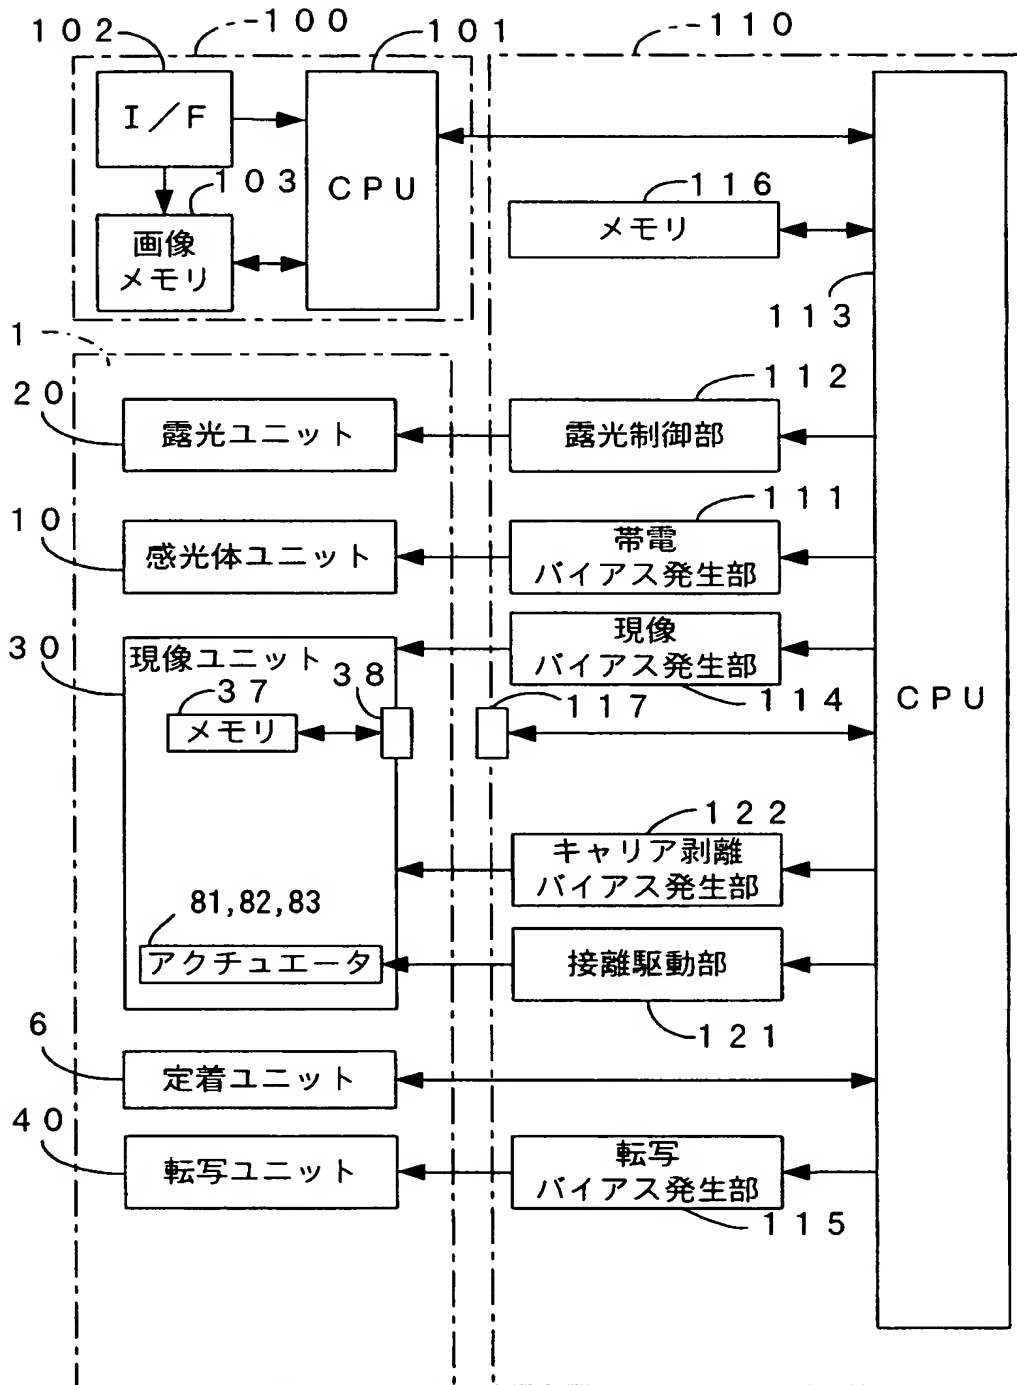 102
100
101
110
I/F
CPU
103
画像
メモリ
116
メモリ
113
1
20
露光ユニット
112
露光制御部
10
感光体ユニット
111
帯電
バイアス発生部
30
現像ユニット
現像
バイアス発生部
114
CPU
37
メモリ
38
117
122
キャリア剥離
バイアス発生部
81,82,83
アクチュエータ
接離駆動部
121
6
定着ユニット
40
転写ユニット
転写
バイアス発生部
115